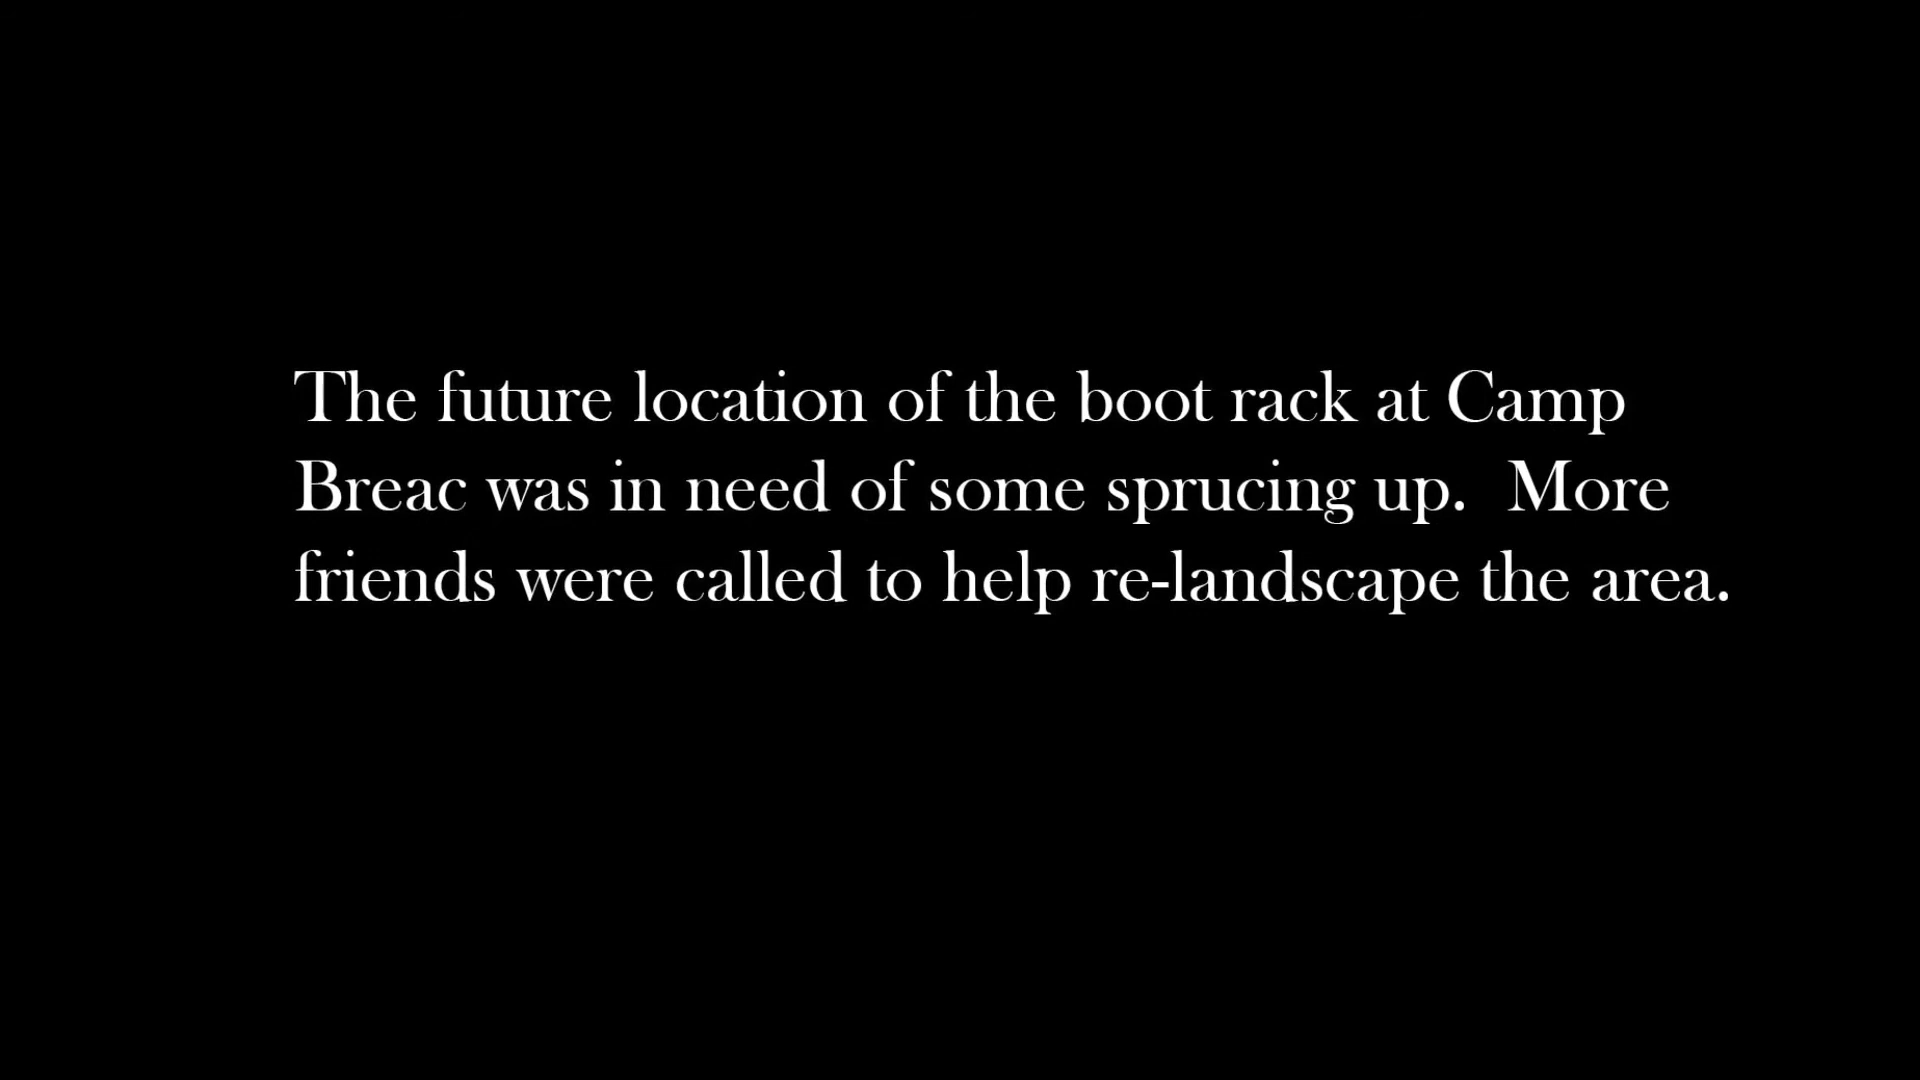 The future location of the boot rack at Camp
Breac was in need of some sprucing up.  More
friends were called to help re-landscape the area.